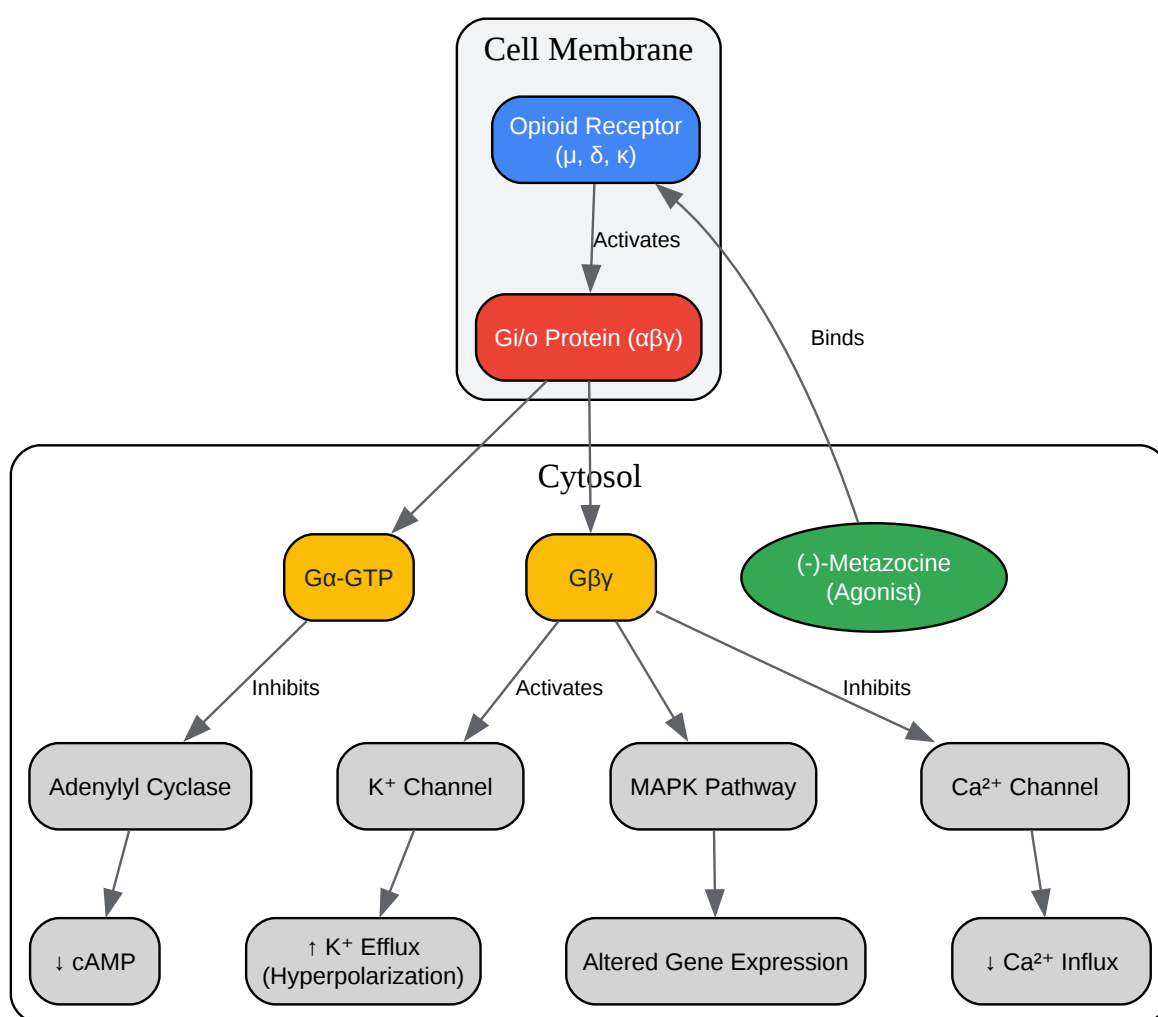 Cell Membrane
Opioid Receptor
(μ, δ, κ)
Activates
Gi/o Protein (αβγ)
Binds
Cytosol
Gα-GTP
Gβγ
(-)-Metazocine
(Agonist)
Inhibits
Activates
Inhibits
Adenylyl Cyclase
K⁺ Channel
MAPK Pathway
Ca²⁺ Channel
↓ cAMP
↑ K⁺ Efflux
(Hyperpolarization)
Altered Gene Expression
↓ Ca²⁺ Influx